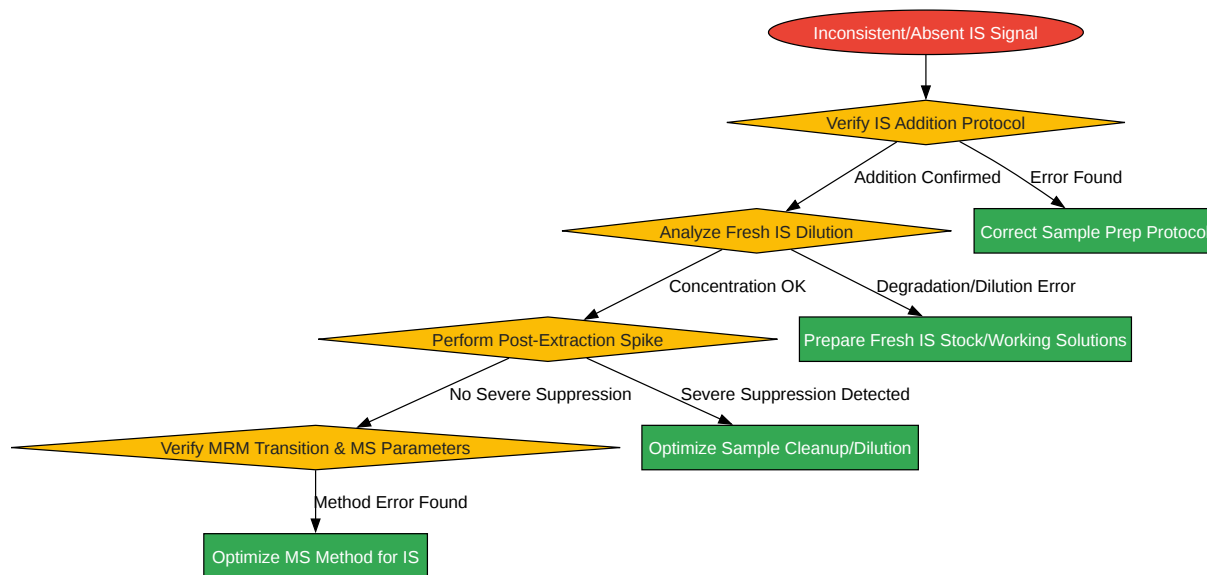 Inconsistent/Absent IS Signal
Verify IS Addition Protocol
Addition Confirmed
Error Found
Analyze Fresh IS Dilution
Correct Sample Prep Protocol
Concentration OK
Degradation/Dilution Error
Perform Post-Extraction Spike
Prepare Fresh IS Stock/Working Solutions
No Severe Suppression
Severe Suppression Detected
Verify MRM Transition & MS Parameters
Optimize Sample Cleanup/Dilution
Method Error Found
Optimize MS Method for IS